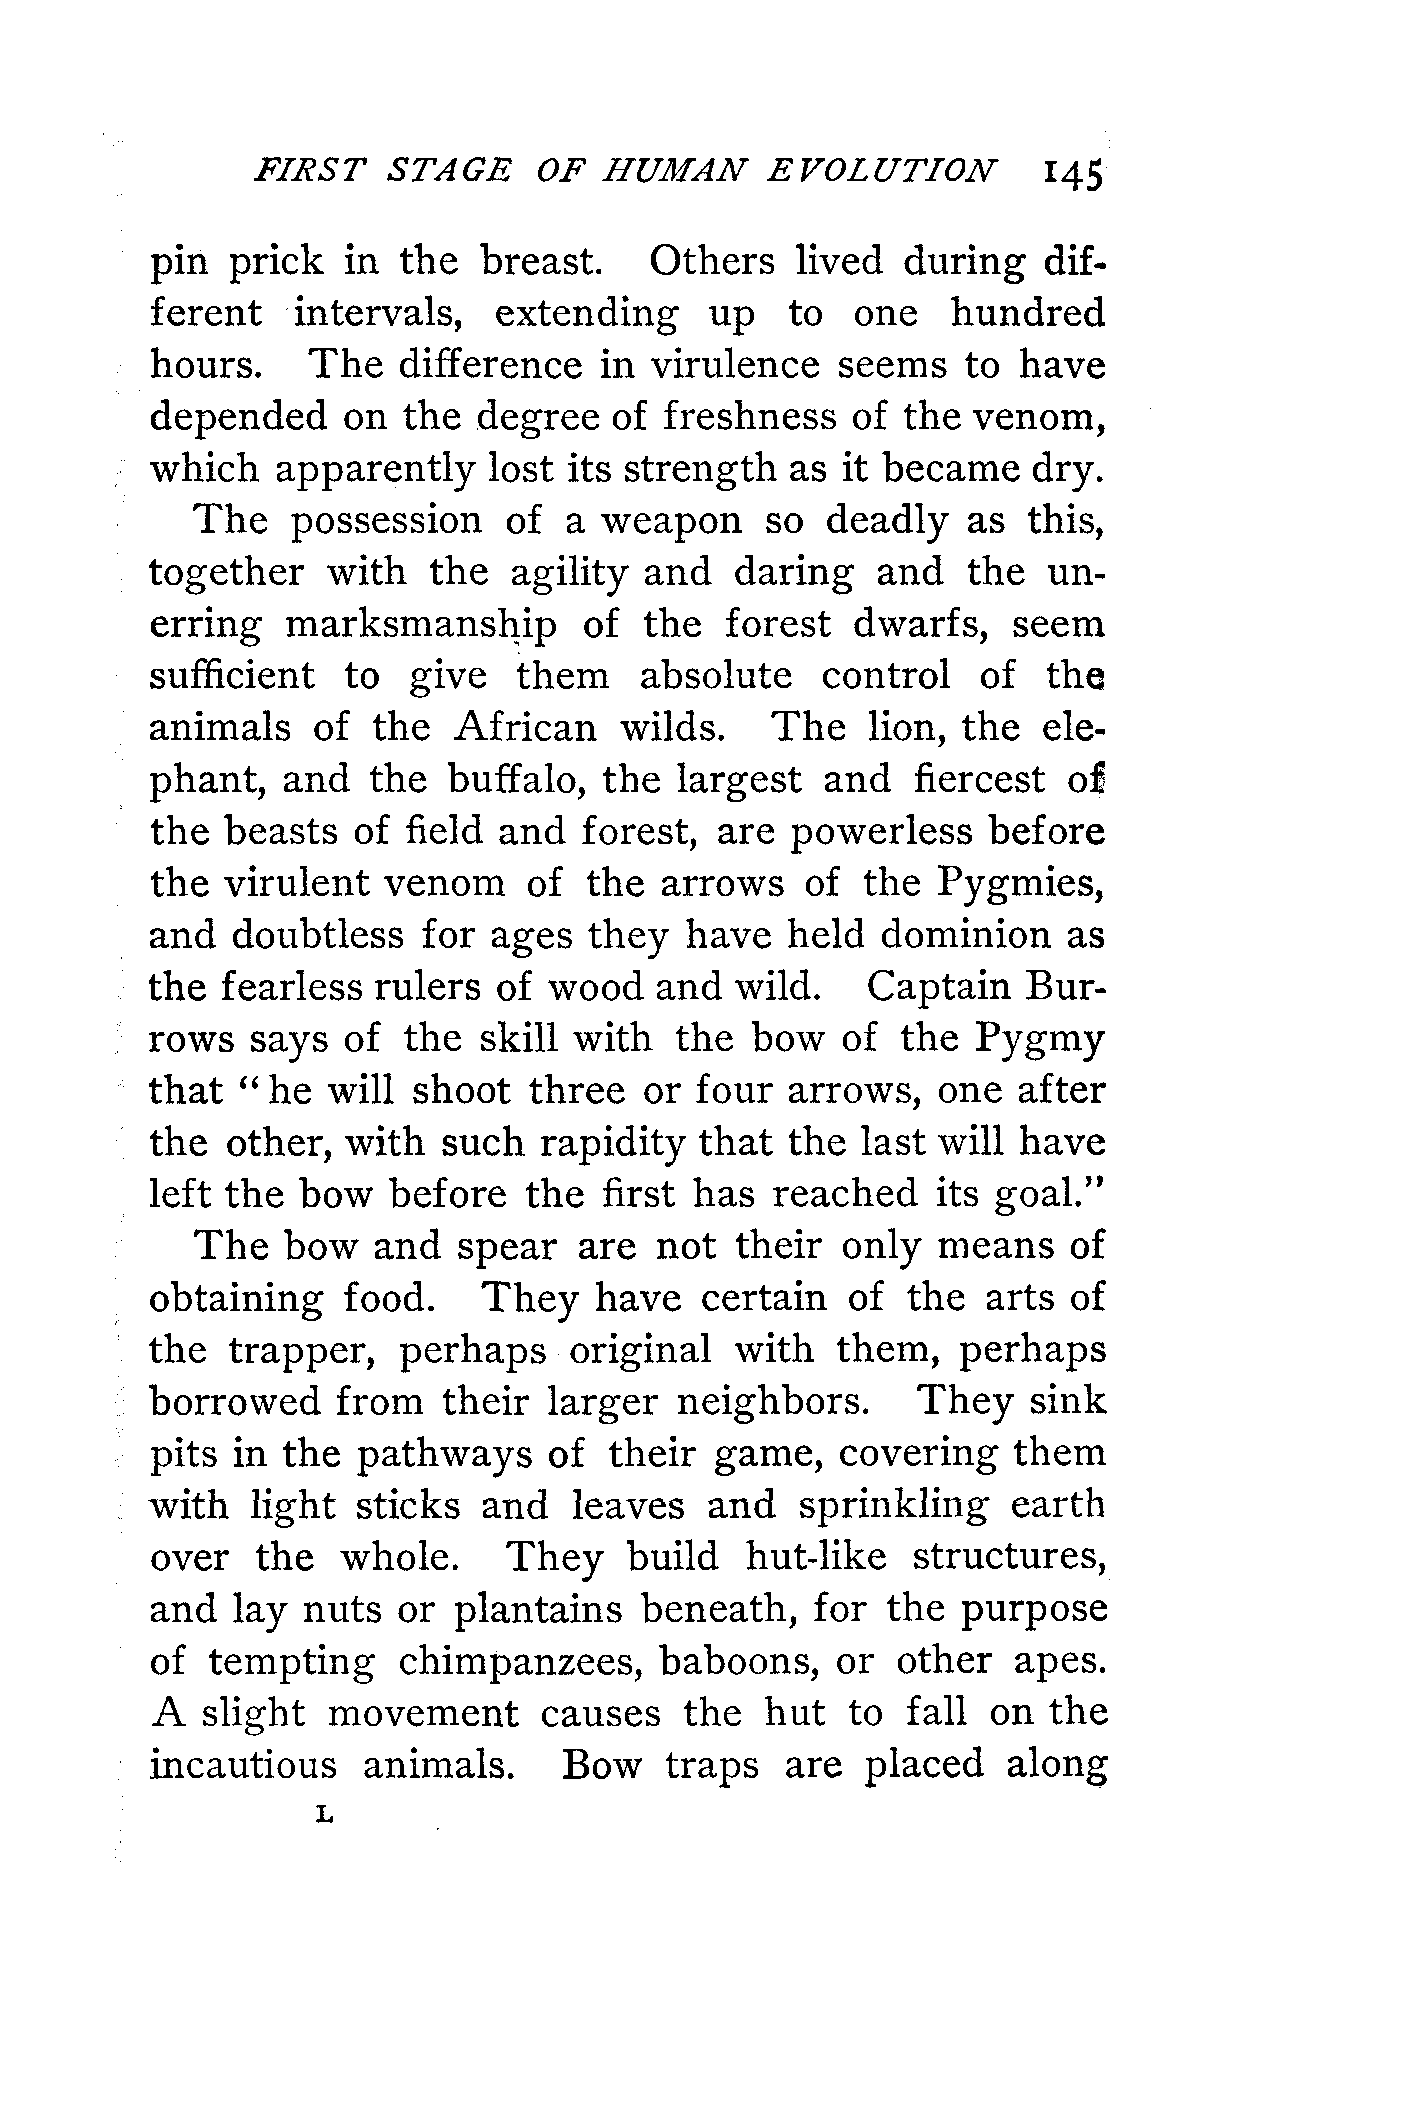 FIRST STAGE OF HUMAN EVOLUTION 145
pin prick in the breast. Others lived during dif-
ferent intervals, extending up to one hundred
hours. The difference in virulence seems to have
depended on the degree of freshness of the venom,
which apparently lost its strength as it became dry.
The possession of a weapon so deadly as this,
together with the agility and daring and the un-
erring marksmanship of the forest dwarfs, seem
sufficient to give them absolute control of the
animals of the African wilds. The lion, the ele-
phant, and the buffalo, the largest and fiercest of
the beasts of field and forest, are powerless before
the virulent venom of the arrows of the Pygmies,
and doubtless for ages they have held dominion as
the fearless rulers of wood and wild. Captain Bur-
rows says of the skill with the bow of the Pygmy
that "he will shoot three or four arrows, one after
the other, with such rapidity that the last will have
left the bow before the first has reached its goal."
The bow and spear are not their only means of
obtaining food. They have certain of the arts of
the trapper, perhaps original with them, perhaps
borrowed from their larger neighbors. They sink
pits in the pathways of their game, covering them
with light sticks and leaves and sprinkling earth
over the whole. They build hut-like structures,
and lay nuts or plantains beneath, for the purpose
of tempting chimpanzees, baboons, or other apes.
A slight movement causes the hut to fall on the
incautious animals. Bow traps are placed along
L